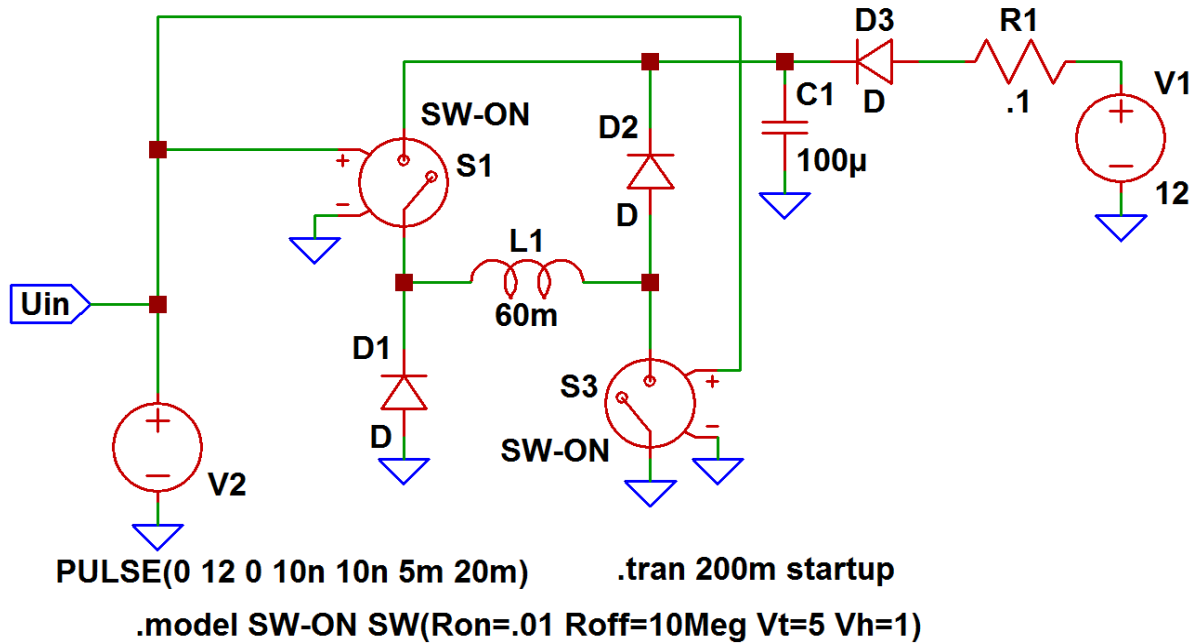 D3
R1
D
.1
C1
100µ
V1
12
SW-ON
S1
D2
D
L1
60m
Uin
D1
D
S3
SW-ON
V2
PULSE(0 12 0 10n 10n 5m 20m)
.tran 200m startup
.model SW-ON SW(Ron=.01 Roff=10Meg Vt=5 Vh=1)